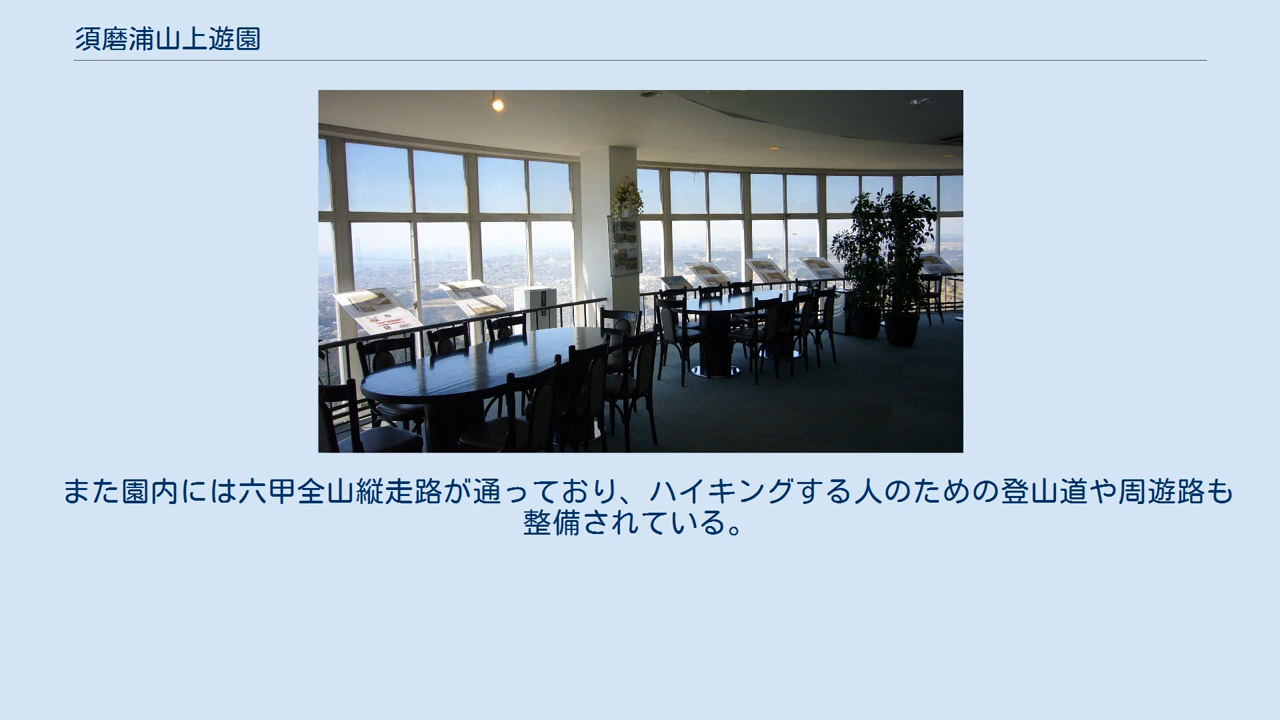 須磨浦山上遊園
また園内には六甲全山縦走路が通っており、ハイキングする人のための登山道や周遊路も
整備されている。